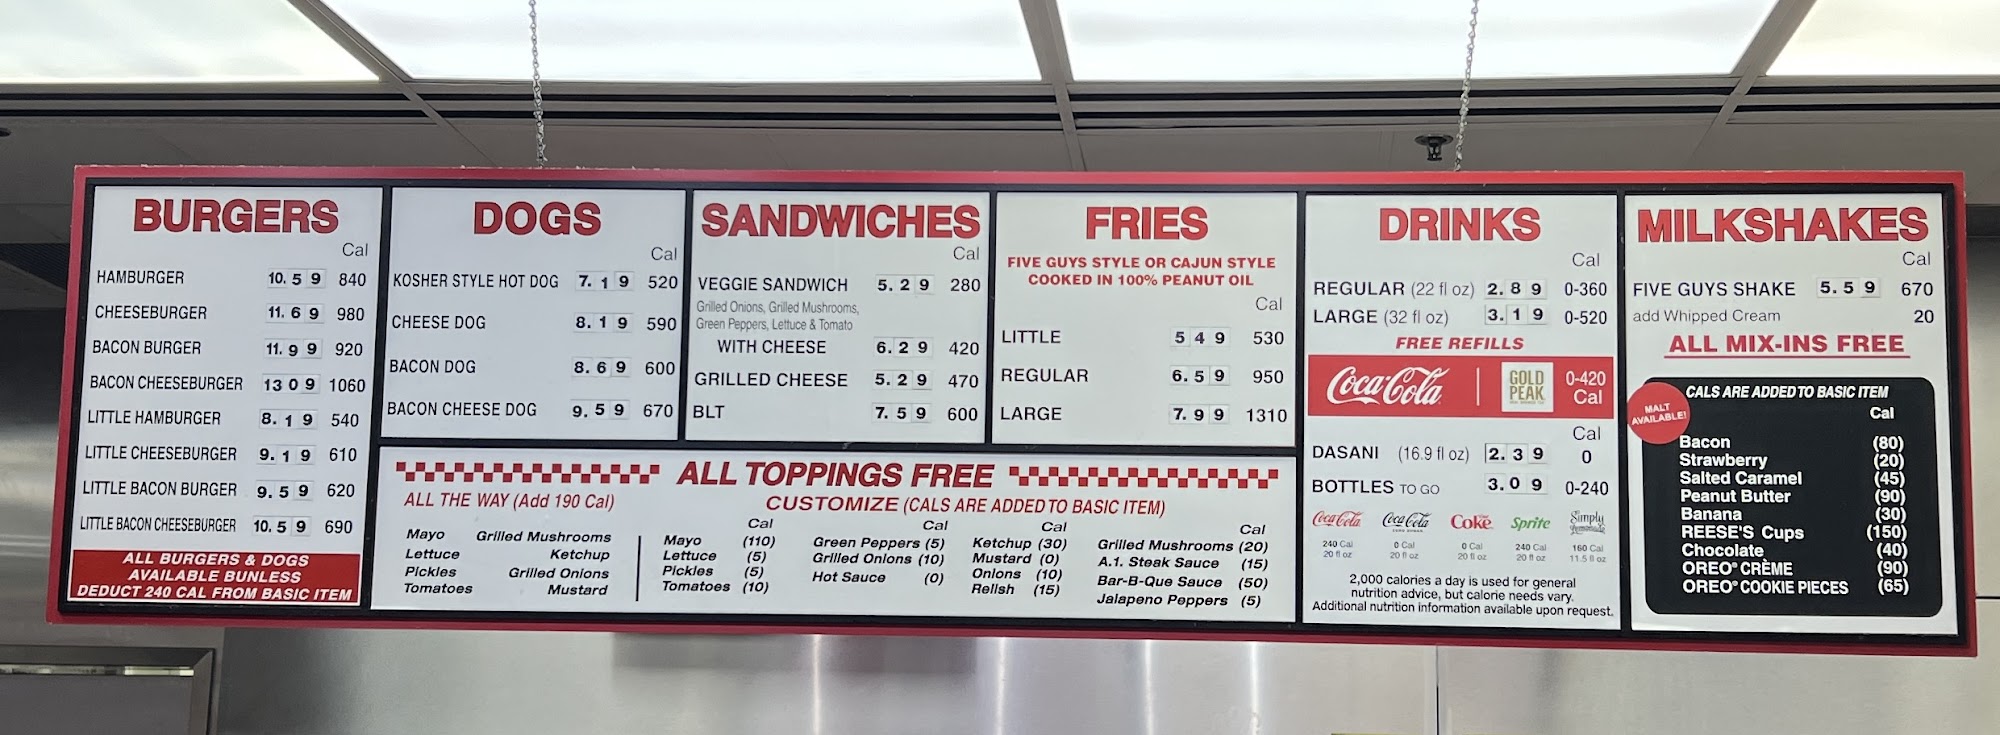 BURGERS
Cal
HAMBURGER 10.59 840
CHEESEBURGER 11.69 980
BACON BURGER 11.99 920
BACON CHEESEBURGER 13 09 1060
LITTLE HAMBURGER 8.19 540
LITTLE CHEESEBURGER 9.19 610
LITTLE BACON BURGER 9.59 620
LITTLE BACON CHEESEBURGER 10.59 690
ALL BURGERS & DOGS
AVAILABLE BUNLESS
DEDUCT 240 CAL FROM BASIC ITEM
DOGS
Cal
KOSHER STYLE HOT DOG 7.19 520
CHEESE DOG 8.19 590
BACON DOG 8.69 600
BACON CHEESE DOG 9.59 670
SANDWICHES
Cal
VEGGIE SANDWICH 5.29 280
Grilled Onions, Grilled Mushrooms,
Green Peppers, Lettuce & Tomato
WITH CHEESE 6.29 420
GRILLED CHEESE 5.29 470
BLT 7.59 600
FRIES
FIVE GUYS STYLE OR CAJUN STYLE
COOKED IN 100% PEANUT OIL
Cal
LITTLE 5 49 530
REGULAR 6.59 950
LARGE 7.99 1310
ALL TOPPINGS FREE
ALL THE WAY (Add 190 Cal)
Mayo Grilled Mushrooms
Lettuce Ketchup
Pickles Grilled Onions
Tomatoes Mustard
CUSTOMIZE (CALS ARE ADDED TO BASIC ITEM)
Cal
Mayo (110)
Lettuce (5)
Pickles (5)
Tomatoes (10)
Cal
Green Peppers (5)
Grilled Onions (10)
Hot Sauce (0)
Cal
Ketchup (30)
Mustard (0)
Onions (10)
Relish (15)
Cal
Grilled Mushrooms (20)
A.1. Steak Sauce (15)
Bar-B-Que Sauce (50)
Jalapeno Peppers (5)
DRINKS
Cal
REGULAR (22 fl oz) 2.89 0-360
LARGE (32 fl oz) 3.19 0-520
FREE REFILLS
Coca-Cola GOLD PEAK 0-420 Cal
Cal
DASANI (16.9 fl oz) 2.39 0
BOTTLES TO GO 3.09 0-240
Coca-Cola Coca-Cola Coke Sprite Simply
240 Cal 0 Cal 0 Cal 240 Cal 160 Cal
20 fl oz 20 fl oz 20 fl oz 20 fl oz 11.5 fl oz
2,000 calories a day is used for general
nutrition advice, but calorie needs vary.
Additional nutrition information available upon request.
MILKSHAKES
Cal
FIVE GUYS SHAKE 5.59 670
add Whipped Cream 20
ALL MIX-INS FREE
MALT
AVAILABLE!
CALS ARE ADDED TO BASIC ITEM
Cal
Bacon (80)
Strawberry (20)
Salted Caramel (45)
Peanut Butter (90)
Banana (30)
REESE'S Cups (150)
Chocolate (40)
OREO® CRÈME (90)
OREO® COOKIE PIECES (65)